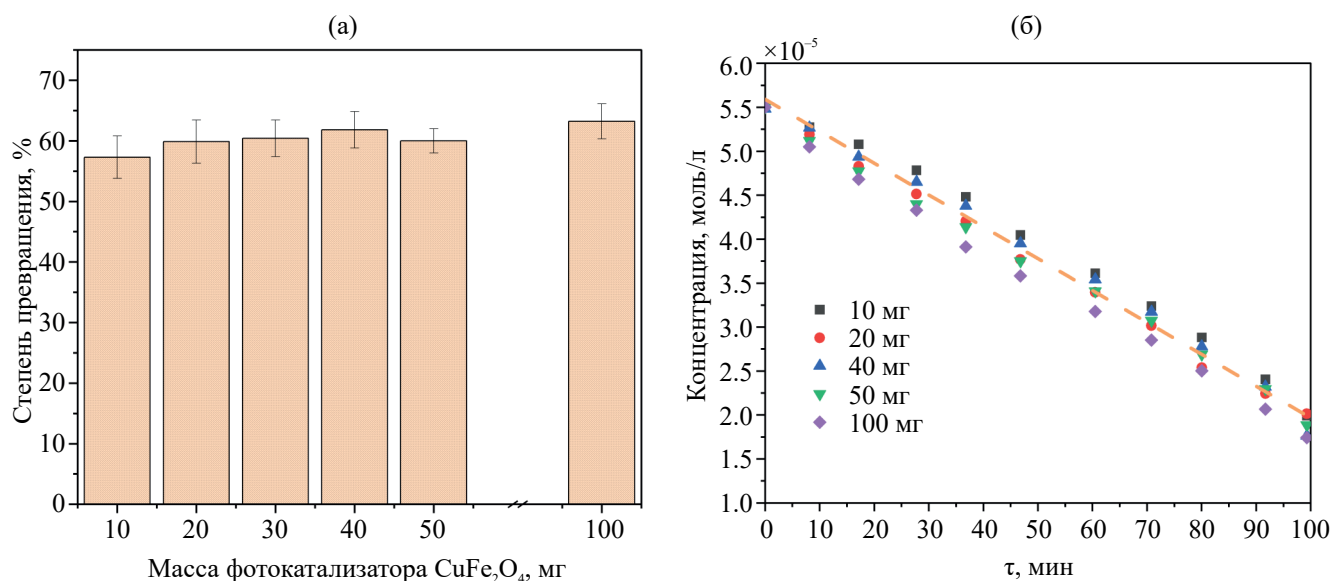 (а)
Степень превращения, %
70
60
50
40
30
20
10
0
10 20 30 40 50 100
Масса фотокатализатора CuFe₂O₄, мг
(б)
×10⁻⁵
Концентрация, моль/л
6.0
5.5
5.0
4.5
4.0
3.5
3.0
2.5
2.0
1.5
1.0
10 мг
20 мг
40 мг
50 мг
100 мг
0 10 20 30 40 50 60 70 80 90 100
τ, мин